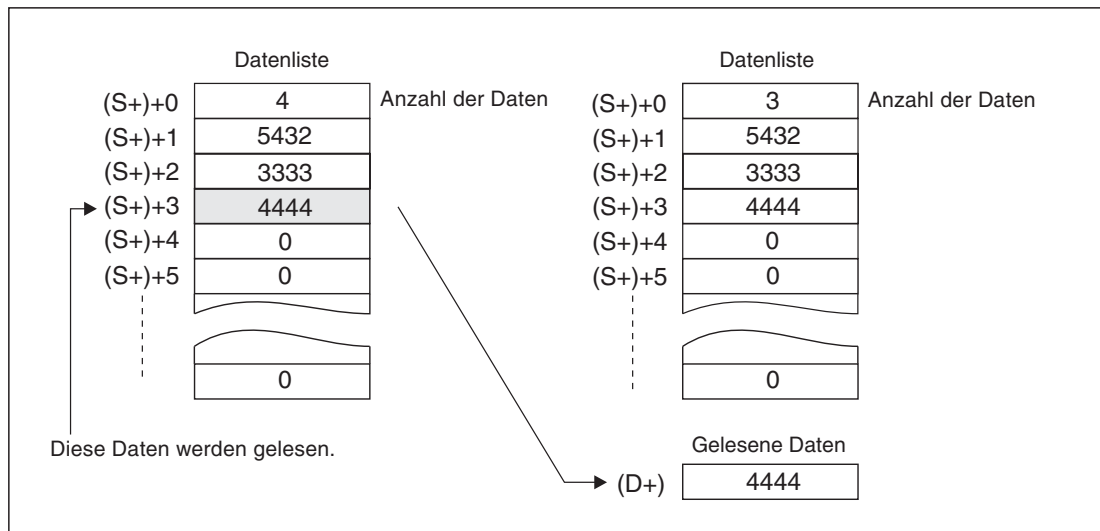 Datenliste Datenliste
(S+)+0 4 Anzahl der Daten (S+)+0 3 Anzahl der Daten
(S+)+1 5432 (S+)+1 5432
(S+)+2 3333 (S+)+2 3333
(S+)+3 4444 (S+)+3 4444
(S+)+4 0 (S+)+4 0
(S+)+5 0 (S+)+5 0
0 0
Diese Daten werden gelesen. Gelesene Daten
(D+) 4444